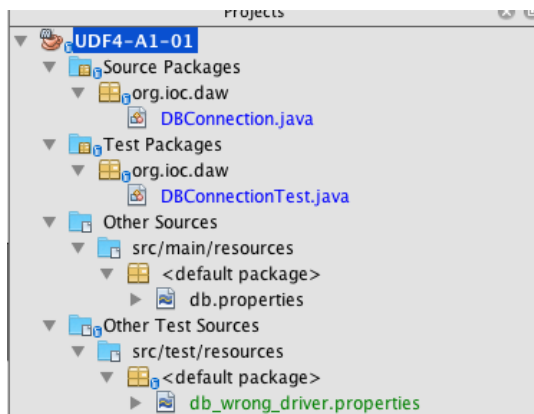 Projects
UDF4-A1-01
Source Packages
org.ioc.daw
DBConnection.java
Test Packages
org.ioc.daw
DBConnectionTest.java
Other Sources
src/main/resources
<default package>
db.properties
Other Test Sources
src/test/resources
<default package>
db_wrong_driver.properties